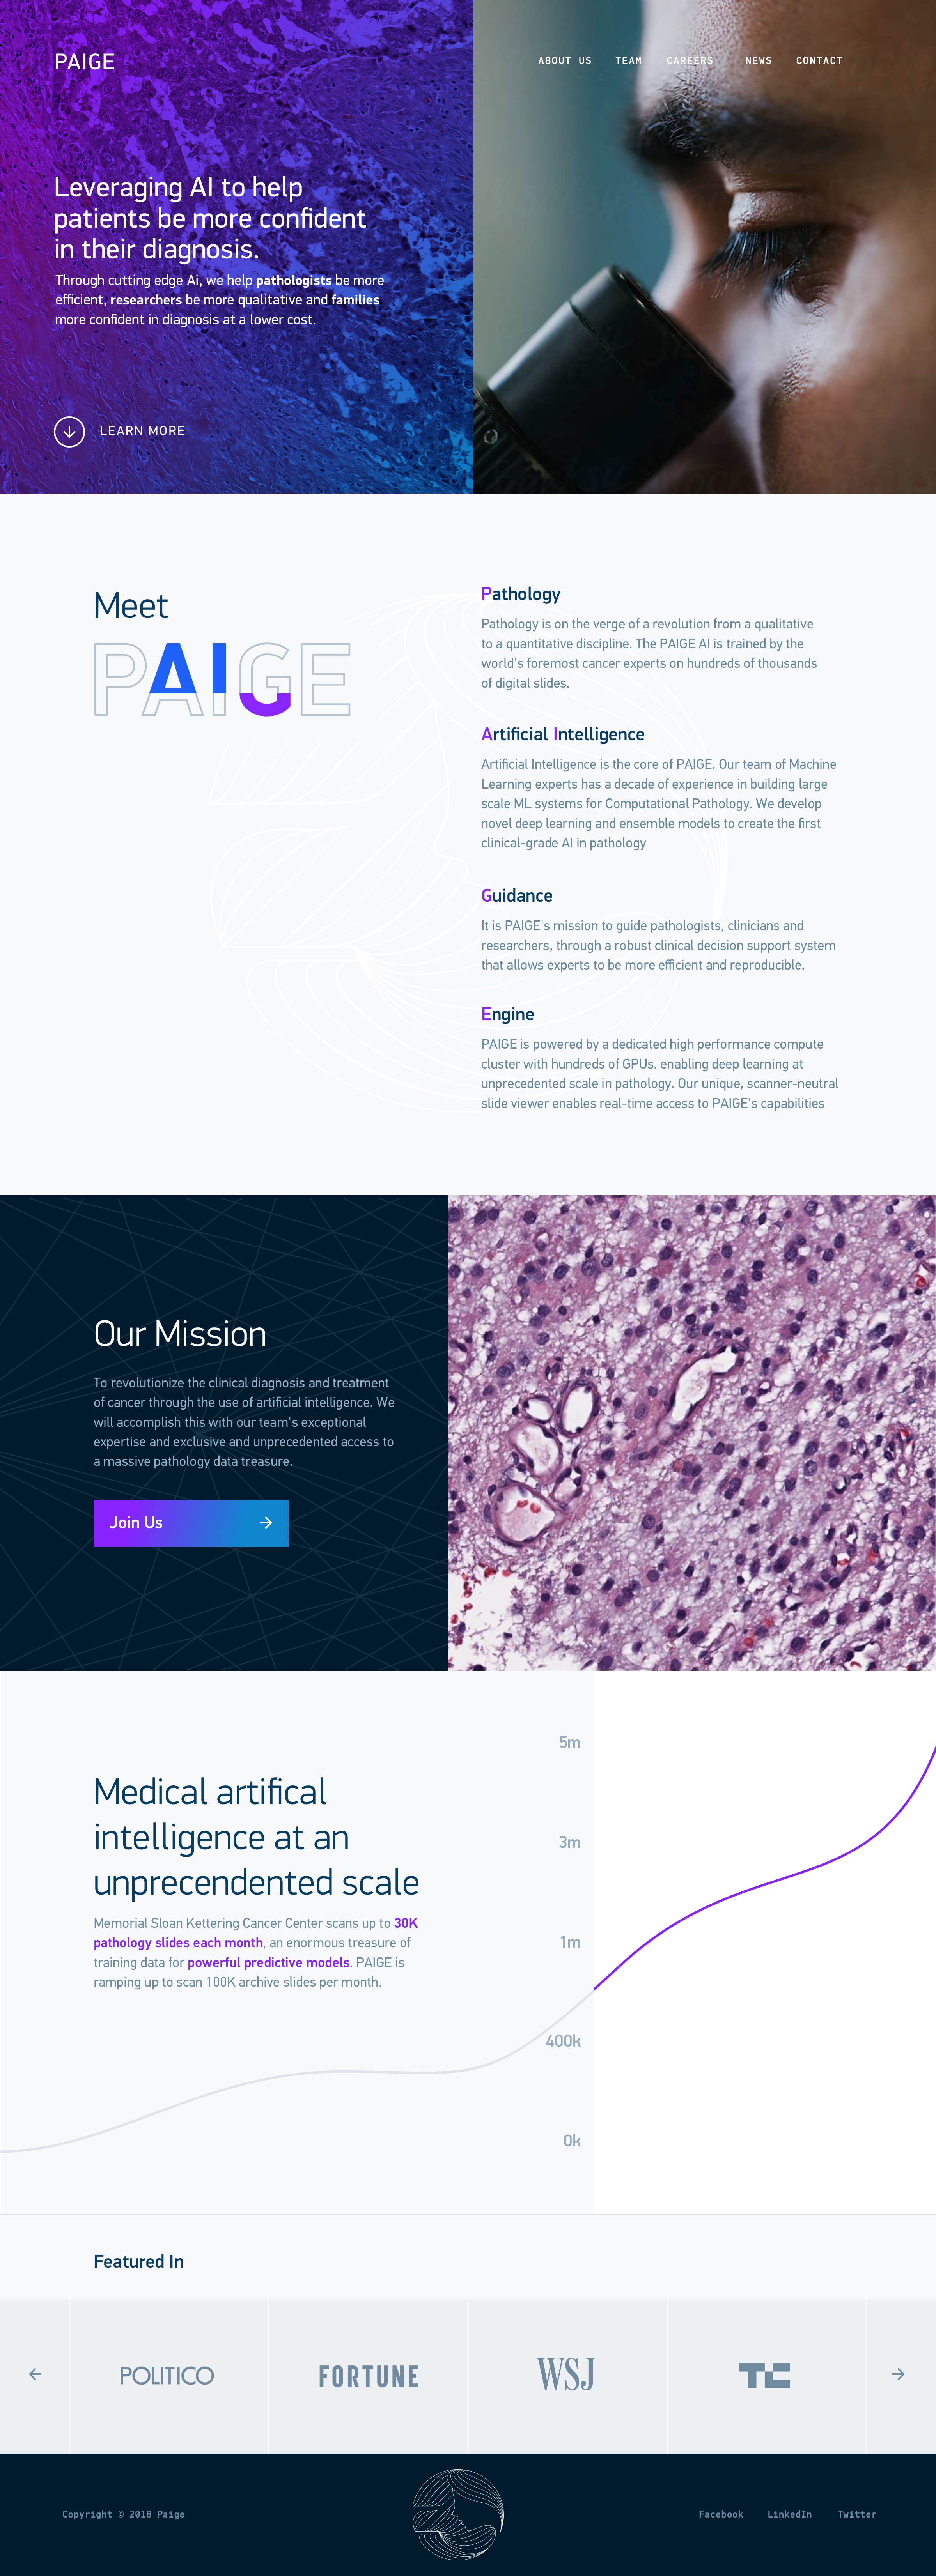 PAIGE
ABOUT US TEAM CAREERS NEWS CONTACT
Leveraging AI to help
patients be more confident
in their diagnosis.
Through cutting edge Ai, we help pathologists be more
efficient, researchers be more qualitative and families
more confident in diagnosis at a lower cost.
LEARN MORE
Meet
PAIGE
Pathology
Pathology is on the verge of a revolution from a qualitative
to a quantitative discipline. The PAIGE AI is trained by the
world's foremost cancer experts on hundreds of thousands
of digital slides.
Artificial Intelligence
Artificial Intelligence is the core of PAIGE. Our team of Machine
Learning experts has a decade of experience in building large
scale ML systems for Computational Pathology. We develop
novel deep learning and ensemble models to create the first
clinical-grade AI in pathology
Guidance
It is PAIGE's mission to guide pathologists, clinicians and
researchers, through a robust clinical decision support system
that allows experts to be more efficient and reproducible.
Engine
PAIGE is powered by a dedicated high performance compute
cluster with hundreds of GPUs. enabling deep learning at
unprecedented scale in pathology. Our unique, scanner-neutral
slide viewer enables real-time access to PAIGE's capabilities
Our Mission
To revolutionize the clinical diagnosis and treatment
of cancer through the use of artificial intelligence. We
will accomplish this with our team's exceptional
expertise and exclusive and unprecedented access to
a massive pathology data treasure.
Join Us
Medical artifical
intelligence at an
unprecendented scale
Memorial Sloan Kettering Cancer Center scans up to 30K
pathology slides each month, an enormous treasure of
training data for powerful predictive models. PAIGE is
ramping up to scan 100K archive slides per month.
5m
3m
1m
400k
0k
Featured In
POLITICO
FORTUNE
WSJ
TC
Copyright © 2018 Paige
Facebook LinkedIn Twitter